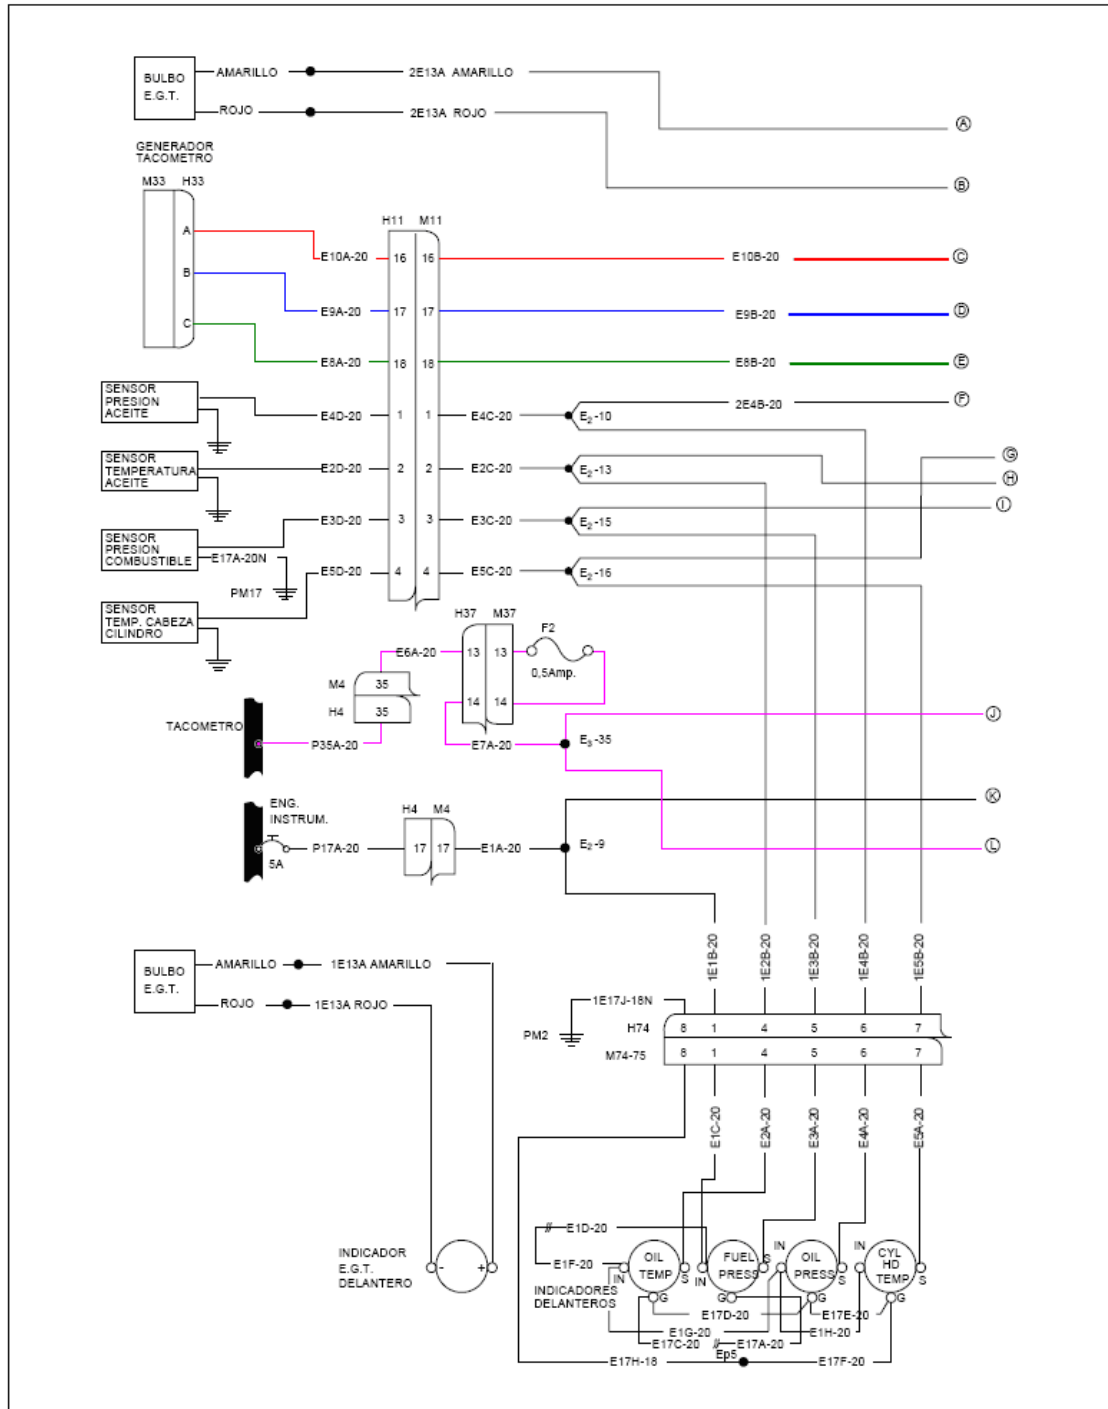 BULBO
E.G.T.
AMARILLO
2E13A AMARILLO
ROJO
2E13A ROJO
A
B
GENERADOR
TACOMETRO
M33 H33
H11 M11
A
E10A-20
16 16
E10B-20
C
B
E9A-20
17 17
E9B-20
D
C
E8A-20
18 18
E8B-20
E
SENSOR
PRESION
ACEITE
E4D-20
1 1
E4C-20
E2-10
2E4B-20
F
SENSOR
TEMPERATURA
ACEITE
E2D-20
2 2
E2C-20
E2-13
G
H
SENSOR
PRESION
COMBUSTIBLE
E3D-20
3 3
E3C-20
E2-15
I
E17A-20N
PM17
E5D-20
4 4
E5C-20
E2-16
SENSOR
TEMP. CABEZA
CILINDRO
H37 M37
F2
E6A-20
13 13
0,5Amp.
M4 35
H4 35
14 14
TACOMETRO
P35A-20
E7A-20
E3-35
J
K
ENG.
INSTRUM.
5A
P17A-20
H4 M4
17 17
E1A-20
E2-9
L
1E1B-20
1E2B-20
1E3B-20
1E4B-20
1E5B-20
BULBO
E.G.T.
AMARILLO
1E13A AMARILLO
ROJO
1E13A ROJO
1E17J-18N
PM2
H74 8 1 4 5 6 7
M74-75 8 1 4 5 6 7
E1C-20
E2A-20
E3A-20
E4A-20
E5A-20
INDICADOR
E.G.T.
DELANTERO
- +
E1D-20
E1F-20
INDICADORES
DELANTEROS
IN
OIL
TEMP
S
G
IN
FUEL
PRESS
S
G
IN
OIL
PRESS
S
G
IN
CYL
HD
TEMP
S
G
E17D-20
E17E-20
E1G-20
E1H-20
E17C-20
E17A-20
Ep5
E17H-18
E17F-20